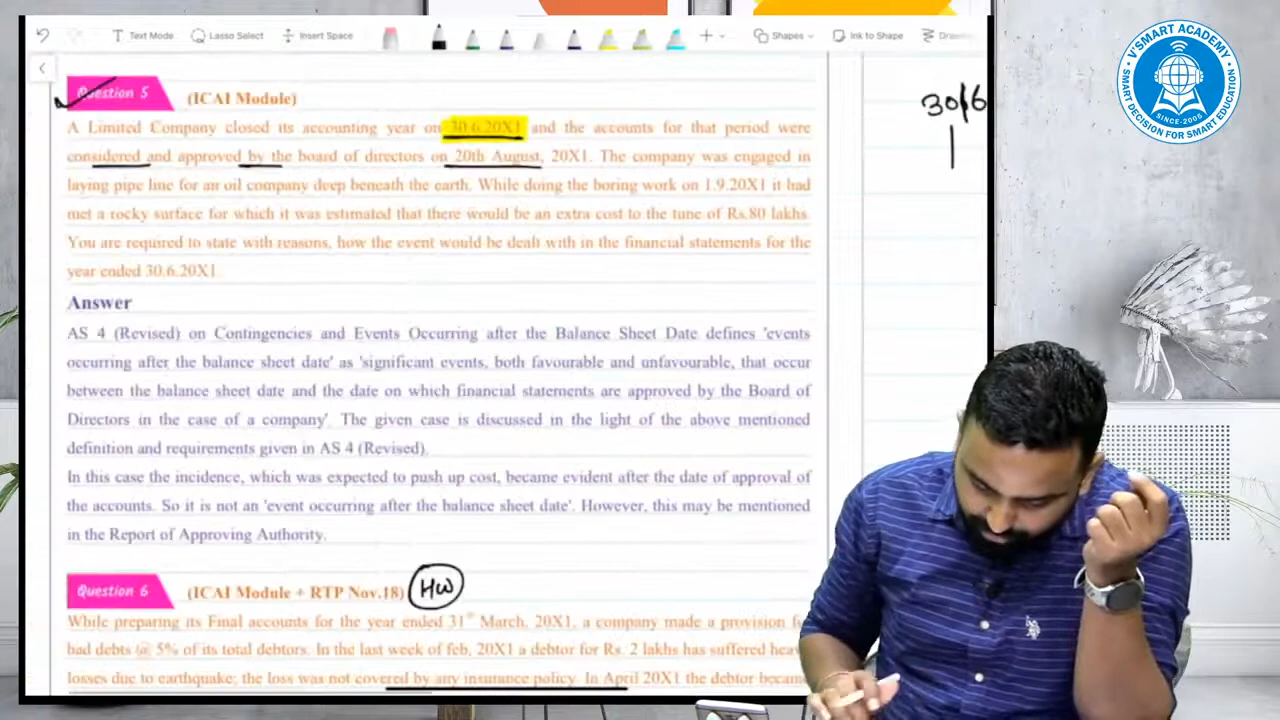 Text Mode
Lasso Select
Insert Space
Shapes
Ink to Shape
V'SMART ACADEMY
SINCE-2005
SMART DECISION FOR SMART EDUCATION
30/6
Question 5 (ICAI Module)
A Limited Company closed its accounting year on 30.6.20X1 and the accounts for that period were
considered and approved by the board of directors on 20th August, 20X1. The company was engaged in
laying pipe line for an oil company deep beneath the earth. While doing the boring work on 1.9.20X1 it had
met a rocky surface for which it was estimated that there would be an extra cost to the tune of Rs.80 lakhs.
You are required to state with reasons, how the event would be dealt with in the financial statements for the
year ended 30.6.20X1.
Answer
AS 4 (Revised) on Contingencies and Events Occurring after the Balance Sheet Date defines 'events
occurring after the balance sheet date' as 'significant events, both favourable and unfavourable, that occur
between the balance sheet date and the date on which financial statements are approved by the Board of
Directors in the case of a company'. The given case is discussed in the light of the above mentioned
definition and requirements given in AS 4 (Revised).
In this case the incidence, which was expected to push up cost, became evident after the date of approval of
the accounts. So it is not an 'event occurring after the balance sheet date'. However, this may be mentioned
in the Report of Approving Authority.
Question 6 (ICAI Module + RTP Nov.18) HW
While preparing its Final accounts for the year ended 31st March, 20X1, a company made a provision
bad debts @ 5% of its total debtors. In the last week of feb, 20X1 a debtor for Rs. 2 lakhs has suffered
losses due to earthquake; the loss was not covered by any insurance policy. In April 20X1 the debtor